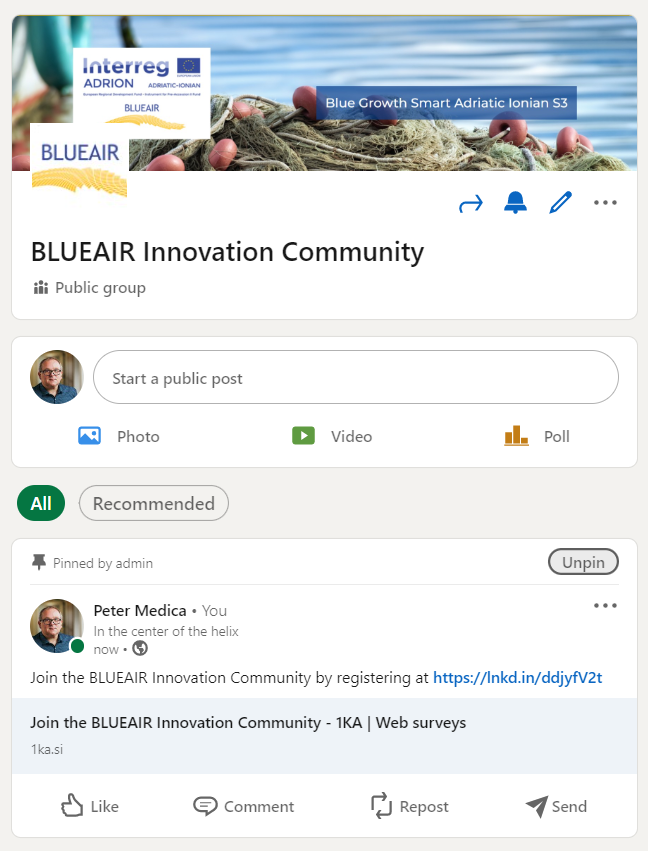 Interreg
ADRION ADRIATIC-IONIAN
European Regional Development Fund - Instrument for Pre-Accession II Fund
BLUEAIR
Blue Growth Smart Adriatic Ionian S3
BLUEAIR
BLUEAIR Innovation Community
Public group
Start a public post
Photo
Video
Poll
All
Recommended
Pinned by admin
Unpin
Peter Medica • You
In the center of the helix
now •
Join the BLUEAIR Innovation Community by registering at https://lnkd.in/ddjyfV2t
Join the BLUEAIR Innovation Community - 1KA | Web surveys
1ka.si
Like
Comment
Repost
Send